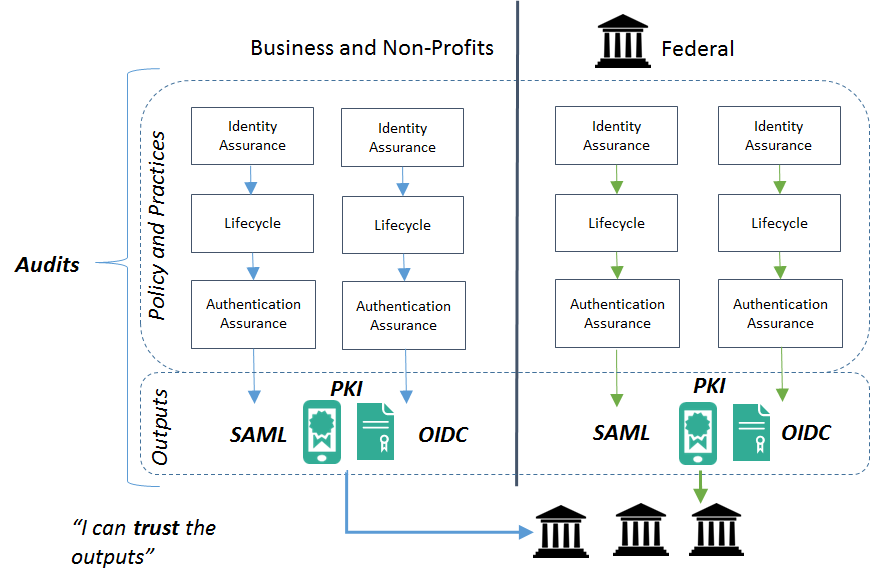 Business and Non-Profits
Federal
Audits
Policy and Practices
Identity
Assurance
Lifecycle
Authentication
Assurance
Identity
Assurance
Lifecycle
Authentication
Assurance
Identity
Assurance
Lifecycle
Authentication
Assurance
Identity
Assurance
Lifecycle
Authentication
Assurance
Outputs
SAML
PKI
OIDC
SAML
PKI
OIDC
“I can trust the
outputs”